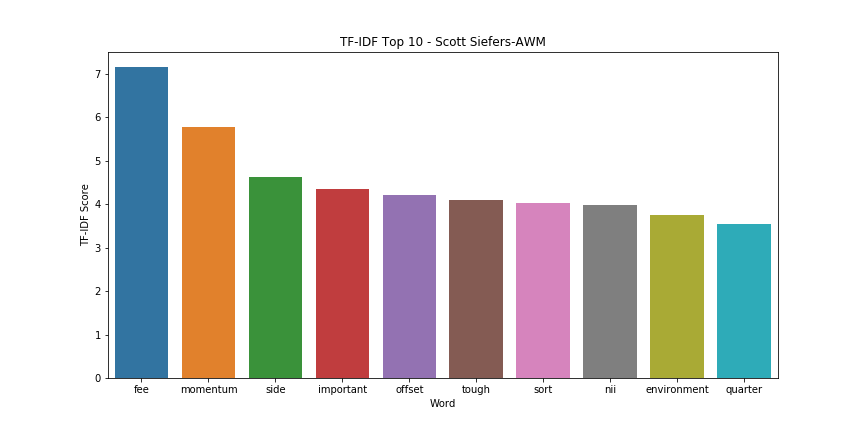 TF-IDF Top 10 - Scott Siefers-AWM
TF-IDF Score
7
6
5
4
3
2
1
0
fee momentum side important offset tough sort nii environment quarter
Word